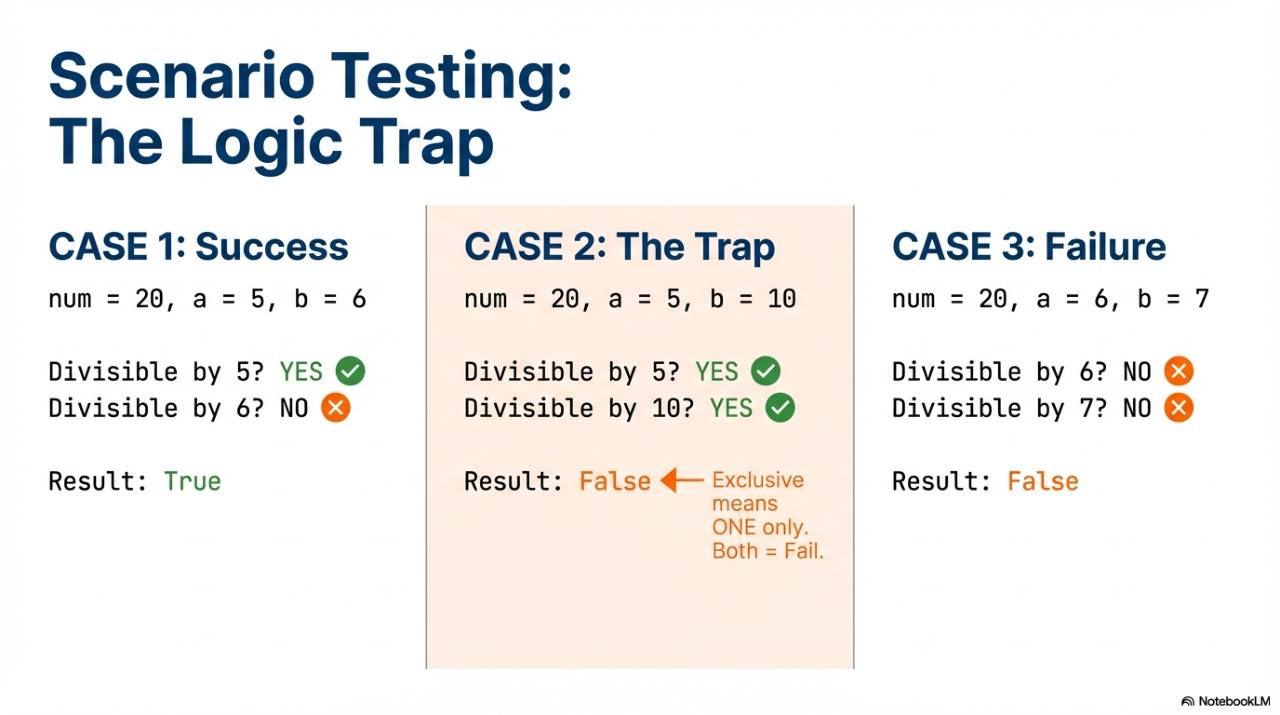 Scenario Testing:
The Logic Trap
CASE 1: Success
num = 20, a = 5, b = 6
Divisible by 5? YES
Divisible by 6? NO
Result: True
CASE 2: The Trap
num = 20, a = 5, b = 10
Divisible by 5? YES
Divisible by 10? YES
Result: False
Exclusive
means
ONE only.
Both = Fail.
CASE 3: Failure
num = 20, a = 6, b = 7
Divisible by 6? NO
Divisible by 7? NO
Result: False
NotebookLM